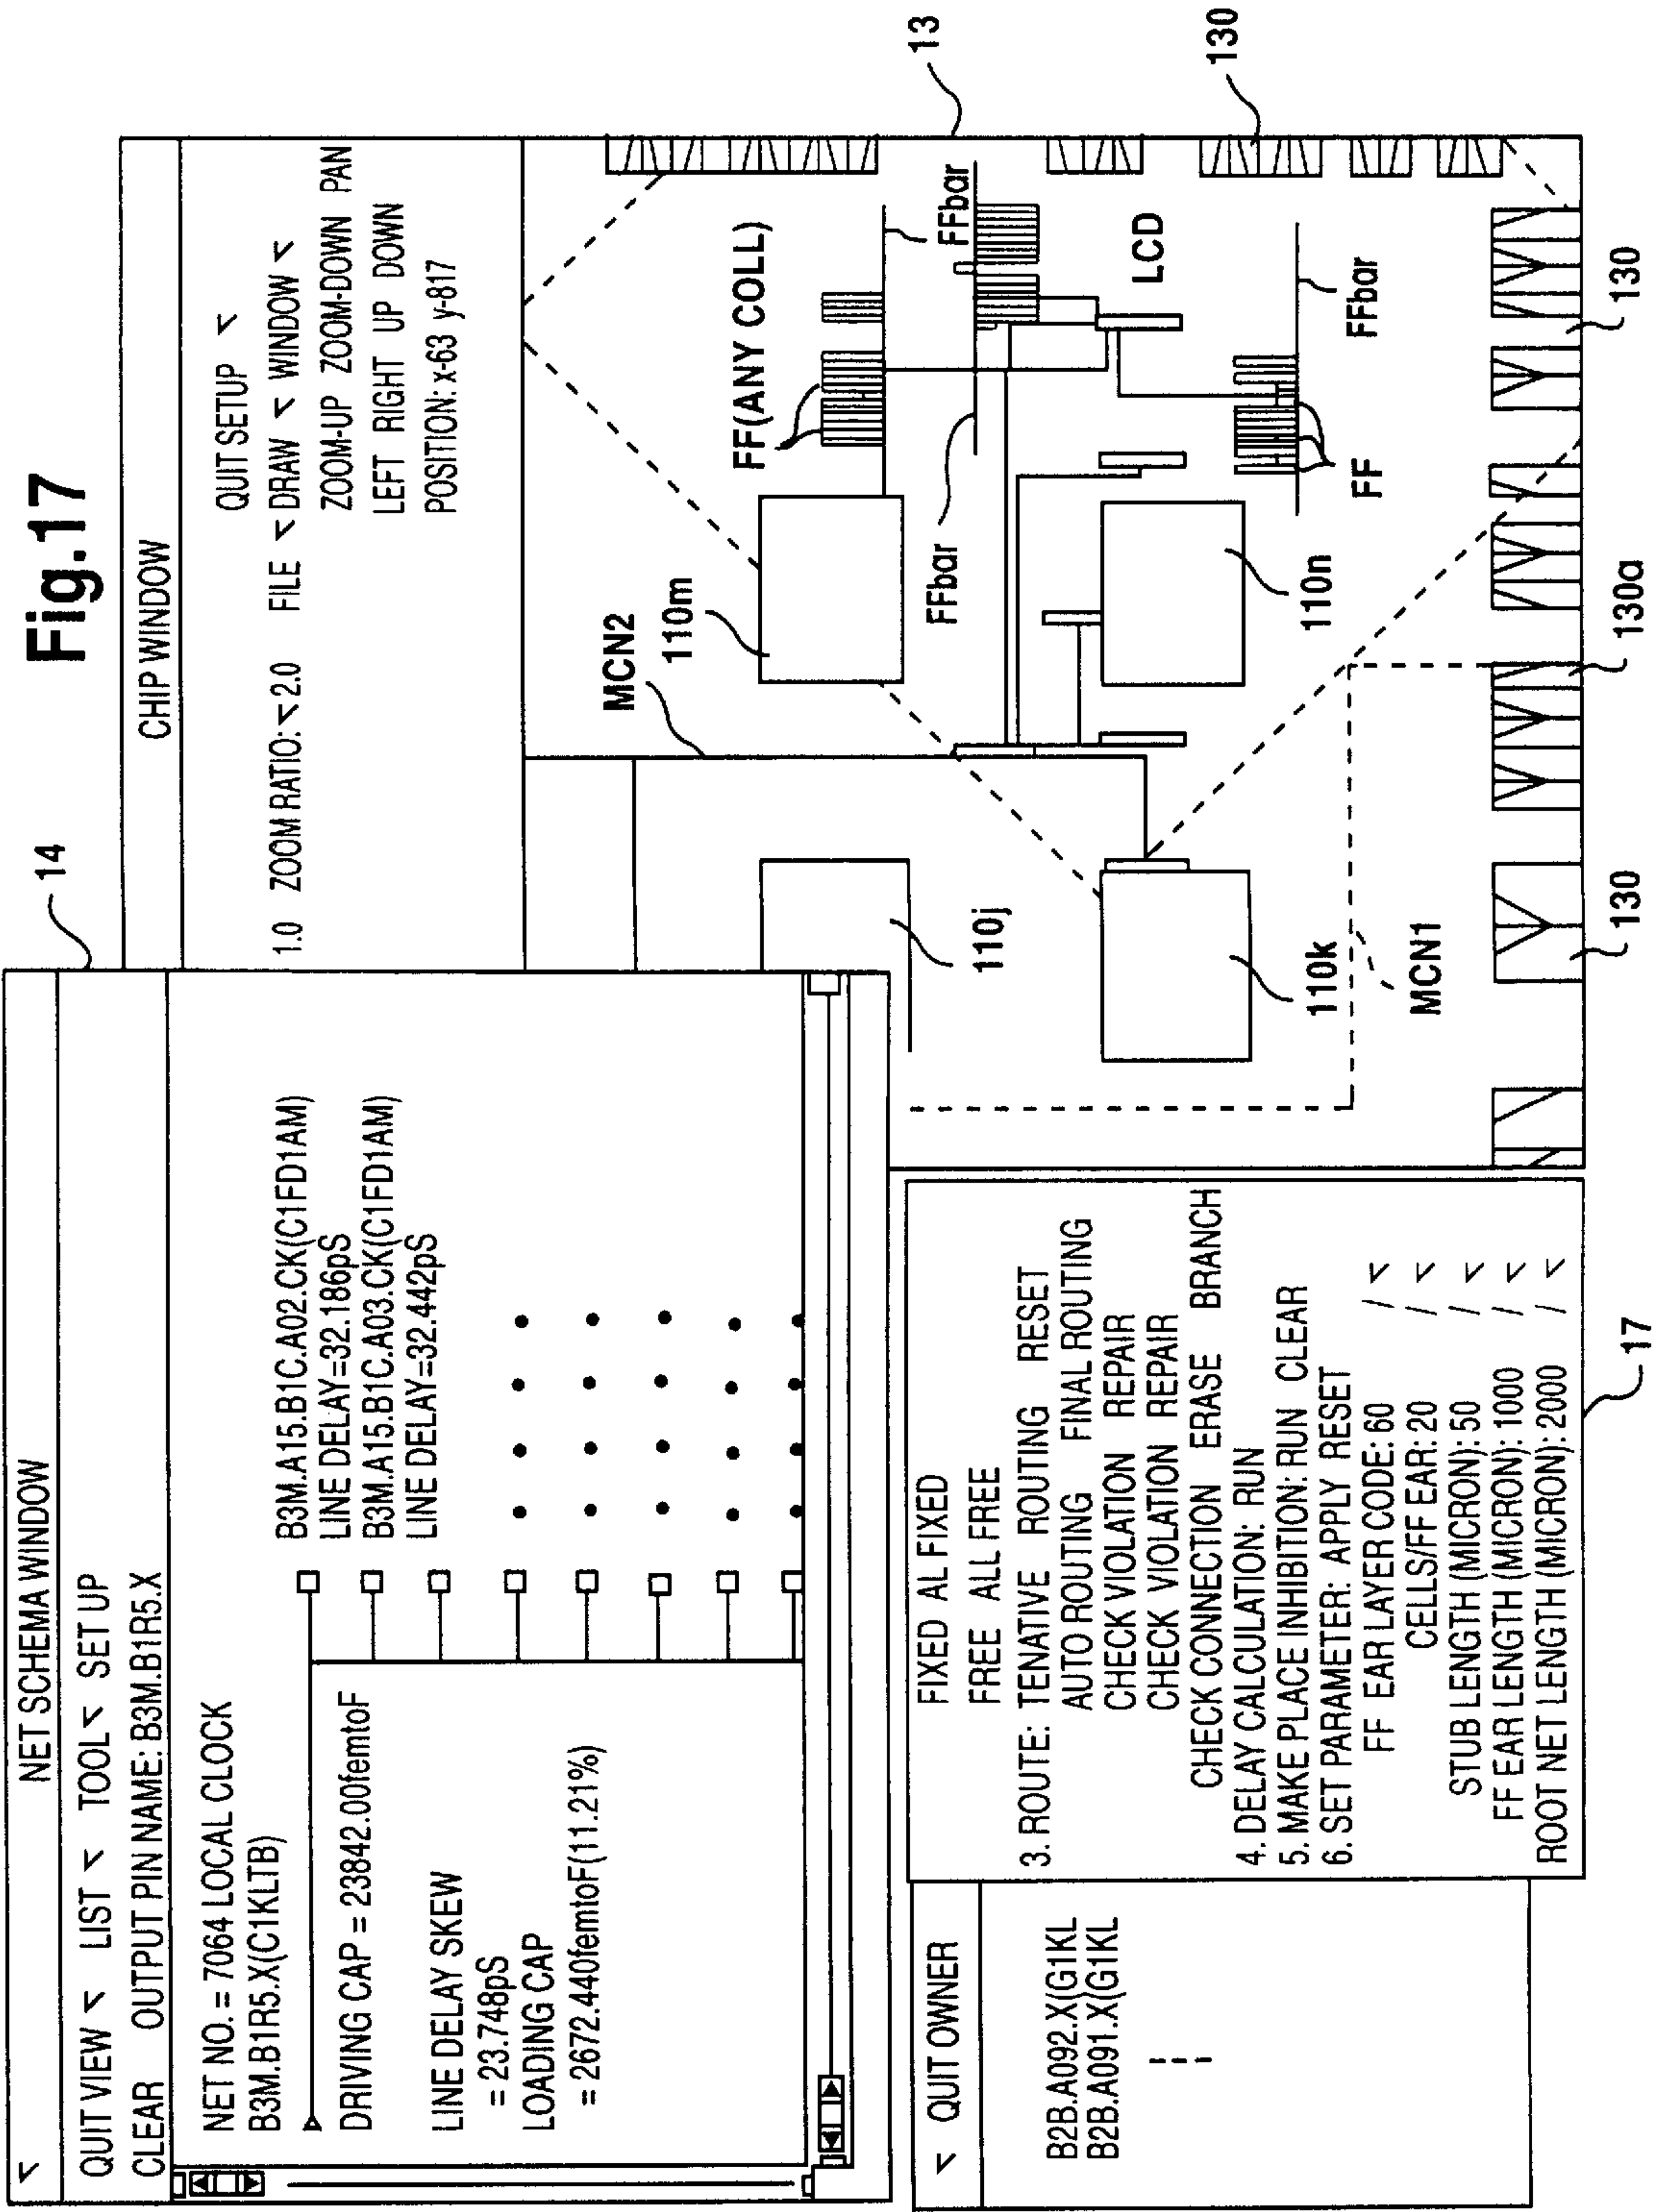 Fig.17
14
NET SCHEMA WINDOW
QUIT VIEW LIST TOOL SET UP
CLEAR OUTPUT PIN NAME: B3M.B1R5.X
NET NO. = 7064 LOCAL CLOCK
B3M.B1R5.X(C1KLTB)
DRIVING CAP = 23842.00femtoF
LINE DELAY SKEW
= 23.748pS
LOADING CAP
= 2672.440femtoF(11.21%)
B3M.A15.B1C.A02.CK(C1FD1AM)
LINE DELAY=32.186pS
B3M.A15.B1C.A03.CK(C1FD1AM)
LINE DELAY=32.442pS
CHIP WINDOW
QUIT SETUP
1.0 ZOOM RATIO: 2.0 FILE DRAW WINDOW
ZOOM-UP ZOOM-DOWN PAN
LEFT RIGHT UP DOWN
POSITION: x-63 y-817
MCN2
110m
FF(ANY COLL)
FFbar
FFbar
FFbar
13
110j
110k
110n
LCD
FFbar
FF
MCN1
130
130
130a
130
QUIT OWNER
B2B.A092.X(G1KL
B2B.A091.X(G1KL
FIXED AL FIXED
FREE ALL FREE
3. ROUTE: TENATIVE ROUTING RESET
AUTO ROUTING FINAL ROUTING
CHECK VIOLATION REPAIR
CHECK VIOLATION REPAIR
CHECK CONNECTION ERASE BRANCH
4. DELAY CALCULATION: RUN
5. MAKE PLACE INHIBITION: RUN CLEAR
6. SET PARAMETER: APPLY RESET
FF EAR LAYER CODE: 60 /
CELLS/FF EAR: 20 /
STUB LENGTH (MICRON): 50 /
FF EAR LENGTH (MICRON): 1000 /
ROOT NET LENGTH (MICRON): 2000 /
17